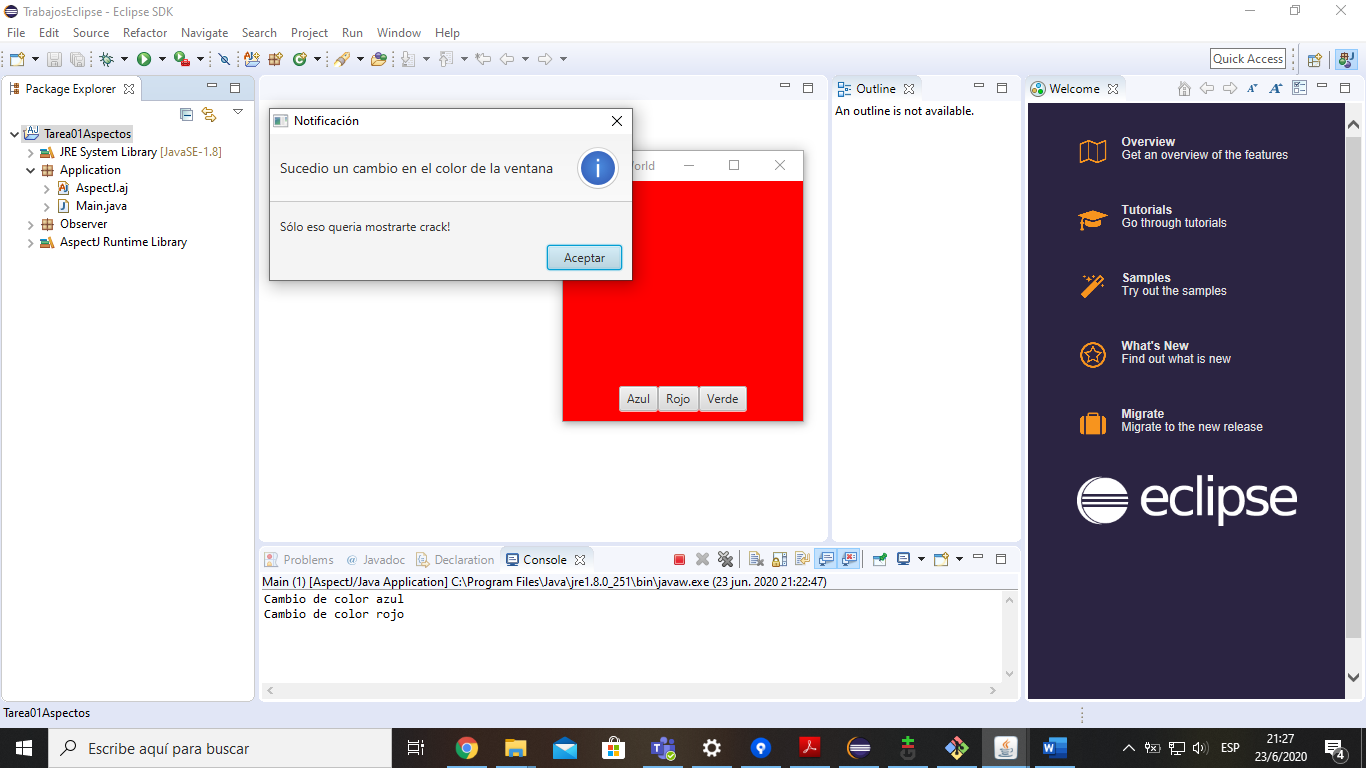 TrabajosEclipse - Eclipse SDK
File Edit Source Refactor Navigate Search Project Run Window Help
Quick Access
Package Explorer
Tarea01Aspectos
JRE System Library [JavaSE-1.8]
Application
AspectJ.aj
Main.java
Observer
AspectJ Runtime Library
Notificación
Sucedio un cambio en el color de la ventana
Sólo eso queria mostrarte crack!
Aceptar
Azul Rojo Verde
Outline
An outline is not available.
Welcome
Overview
Get an overview of the features
Tutorials
Go through tutorials
Samples
Try out the samples
What's New
Find out what is new
Migrate
Migrate to the new release
eclipse
Problems Javadoc Declaration Console
Main (1) [AspectJ/Java Application] C:\Program Files\Java\jre1.8.0_251\bin\javaw.exe (23 jun. 2020 21:22:47)
Cambio de color azul
Cambio de color rojo
Tarea01Aspectos
Escribe aquí para buscar
ESP
21:27
23/6/2020
4